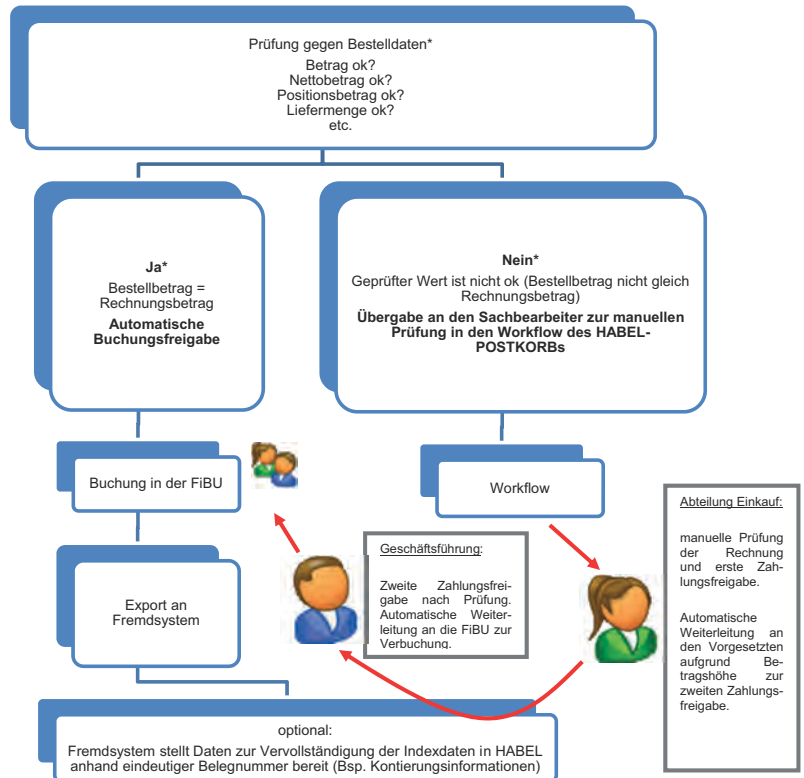 Prüfung gegen Bestelldaten*
Betrag ok?
Nettobetrag ok?
Positionsbetrag ok?
Liefermenge ok?
etc.
Ja*
Bestellbetrag =
Rechnungsbetrag
Automatische
Buchungsfreigabe
Nein*
Geprüfter Wert ist nicht ok (Bestellbetrag nicht gleich
Rechnungsbetrag)
Übergabe an den Sachbearbeiter zur manuellen
Prüfung in den Workflow des HABEL-
POSTKORBs
Buchung in der FiBU
Workflow
Export an
Fremdsystem
Geschäftsführung:
Zweite Zahlungsfrei-
gabe nach Prüfung.
Automatische Weiter-
leitung an die FiBU zur
Verbuchung.
Abteilung Einkauf:
manuelle Prüfung
der Rechnung
und erste Zah-
lungsfreigabe.
Automatische
Weiterleitung an
den Vorgesetzten
aufgrund Be-
tragshöhe zur
zweiten Zahlungs-
freigabe.
optional:
Fremdsystem stellt Daten zur Vervollständigung der Indexdaten in HABEL
anhand eindeutiger Belegnummer bereit (Bsp. Kontierungsinformationen)